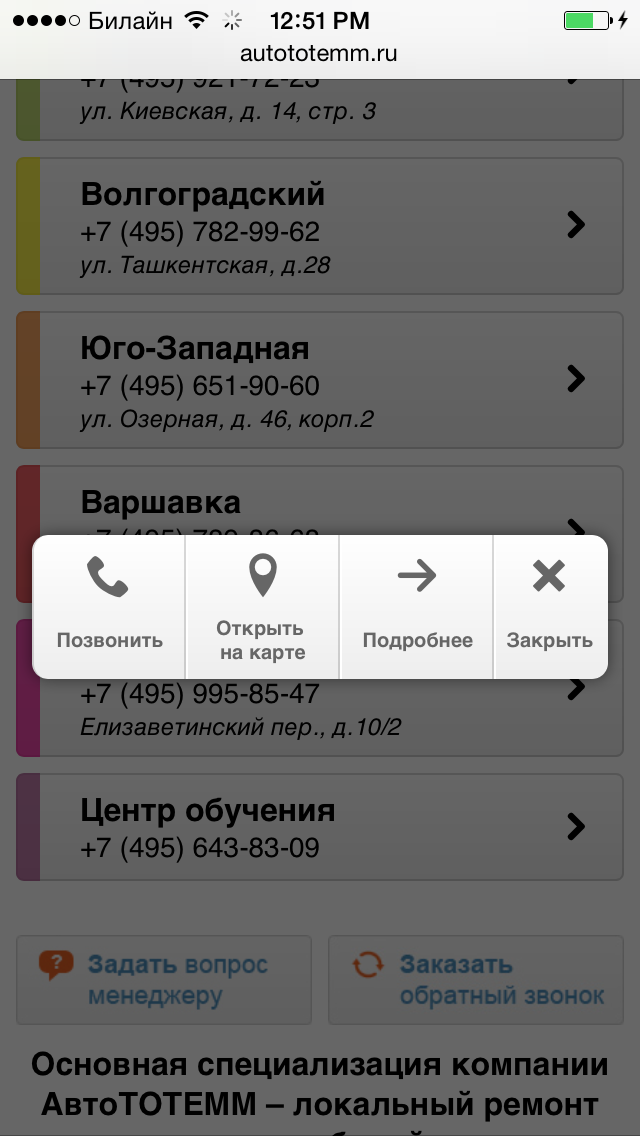 Билайн 12:51 PM
autototemm.ru
+7 (495) 921-72-23
ул. Киевская, д. 14, стр. 3
Волгоградский
+7 (495) 782-99-62
ул. Ташкентская, д.28
Юго-Западная
+7 (495) 651-90-60
ул. Озерная, д. 46, корп.2
Варшавка
Позвонить
Открыть
на карте
Подробнее
Закрыть
+7 (495) 995-85-47
Елизаветинский пер., д.10/2
Центр обучения
+7 (495) 643-83-09
Задать вопрос
менеджеру
Заказать
обратный звонок
Основная специализация компании
АвтоТОТЕММ – локальный ремонт